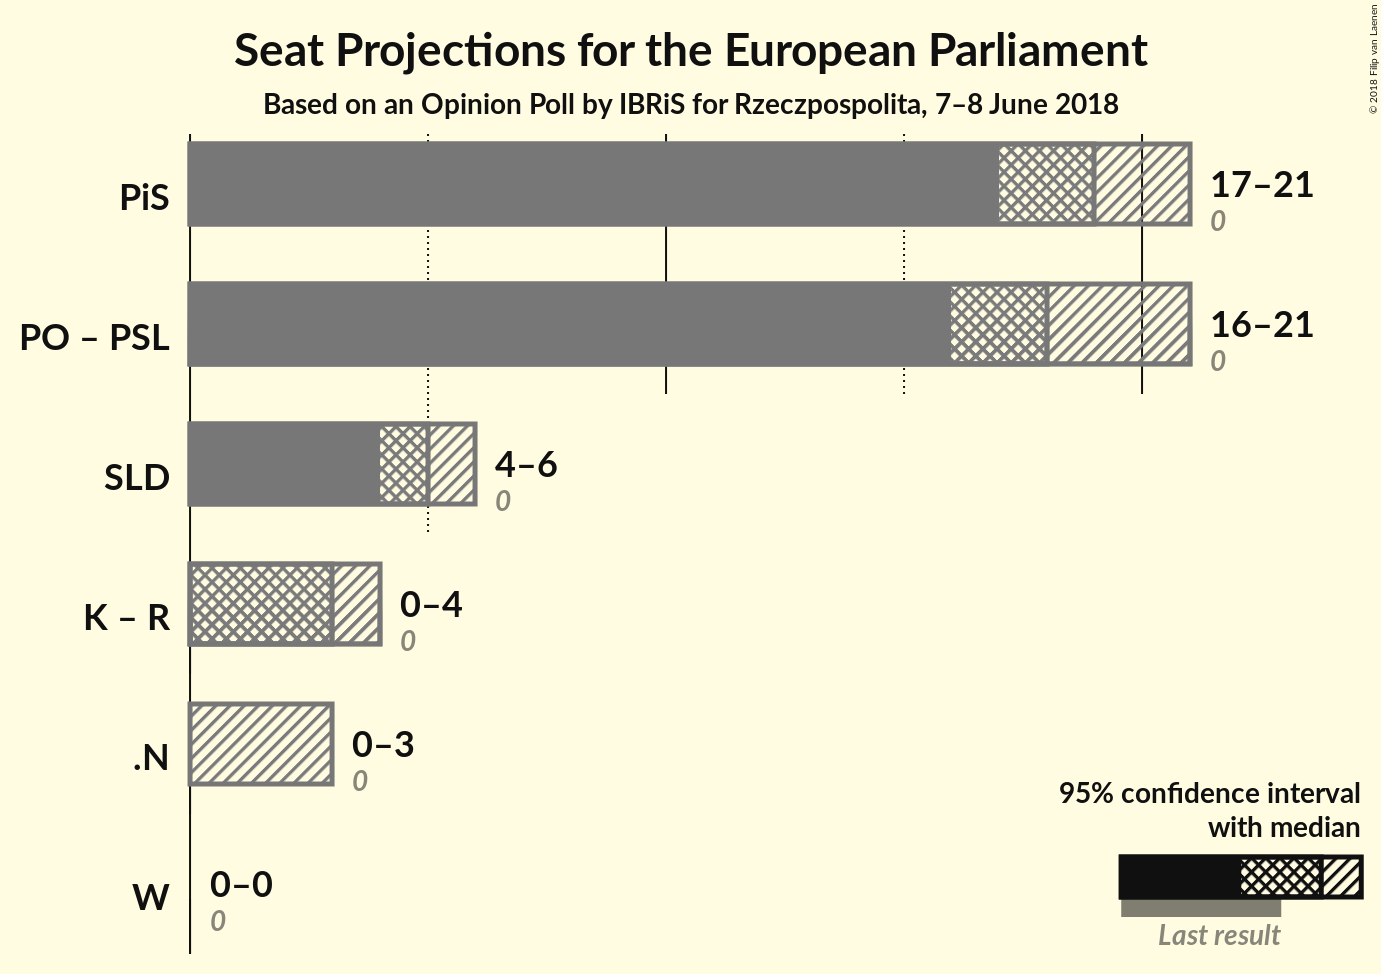 Seat Projections for the European Parliament
Based on an Opinion Poll by IBRiS for Rzeczpospolita, 7–8 June 2018
© 2018 Filip van Laenen
PiS
17–21
0
PO – PSL
16–21
0
SLD
4–6
0
K – R
0–4
0
.N
0–3
0
W
0–0
0
95% confidence interval
with median
Last result